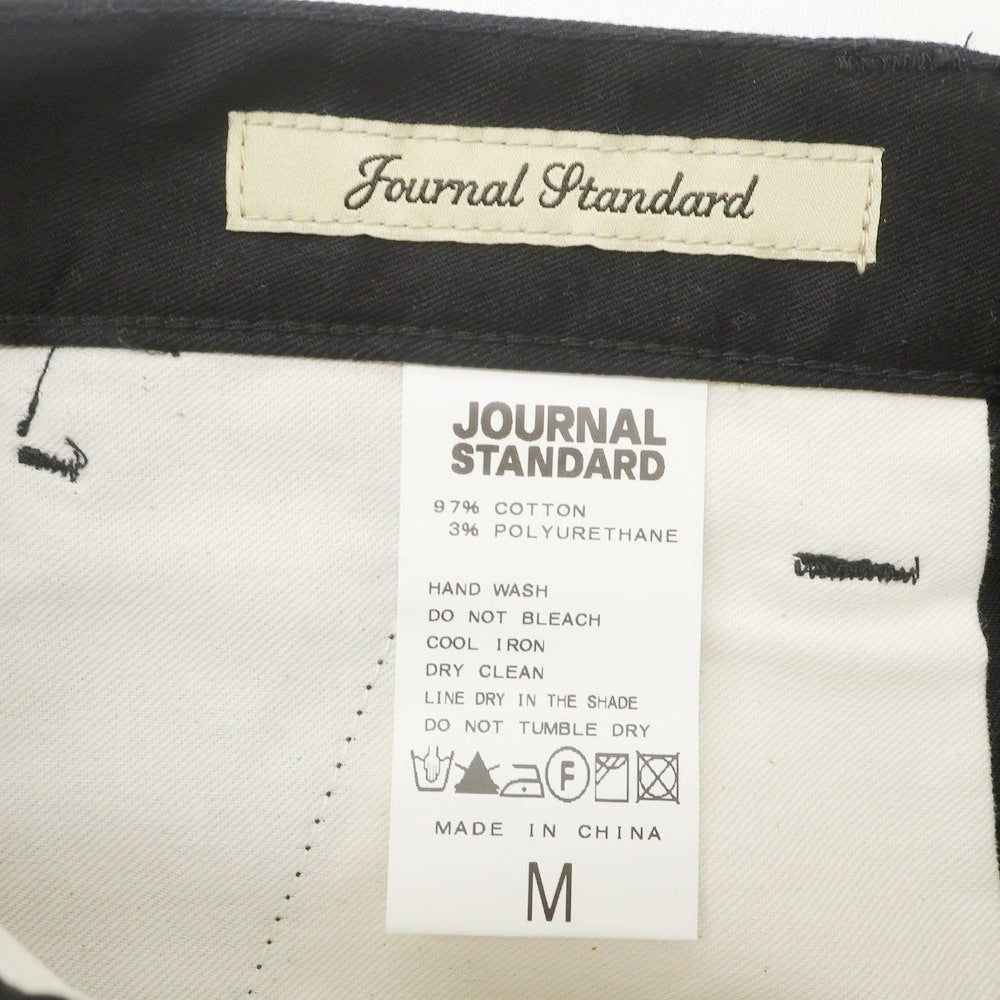 Journal Standard
JOURNAL
STANDARD
97% COTTON
3% POLYURETHANE
HAND WASH
DO NOT BLEACH
COOL IRON
DRY CLEAN
LINE DRY IN THE SHADE
DO NOT TUMBLE DRY
F
MADE IN CHINA
M